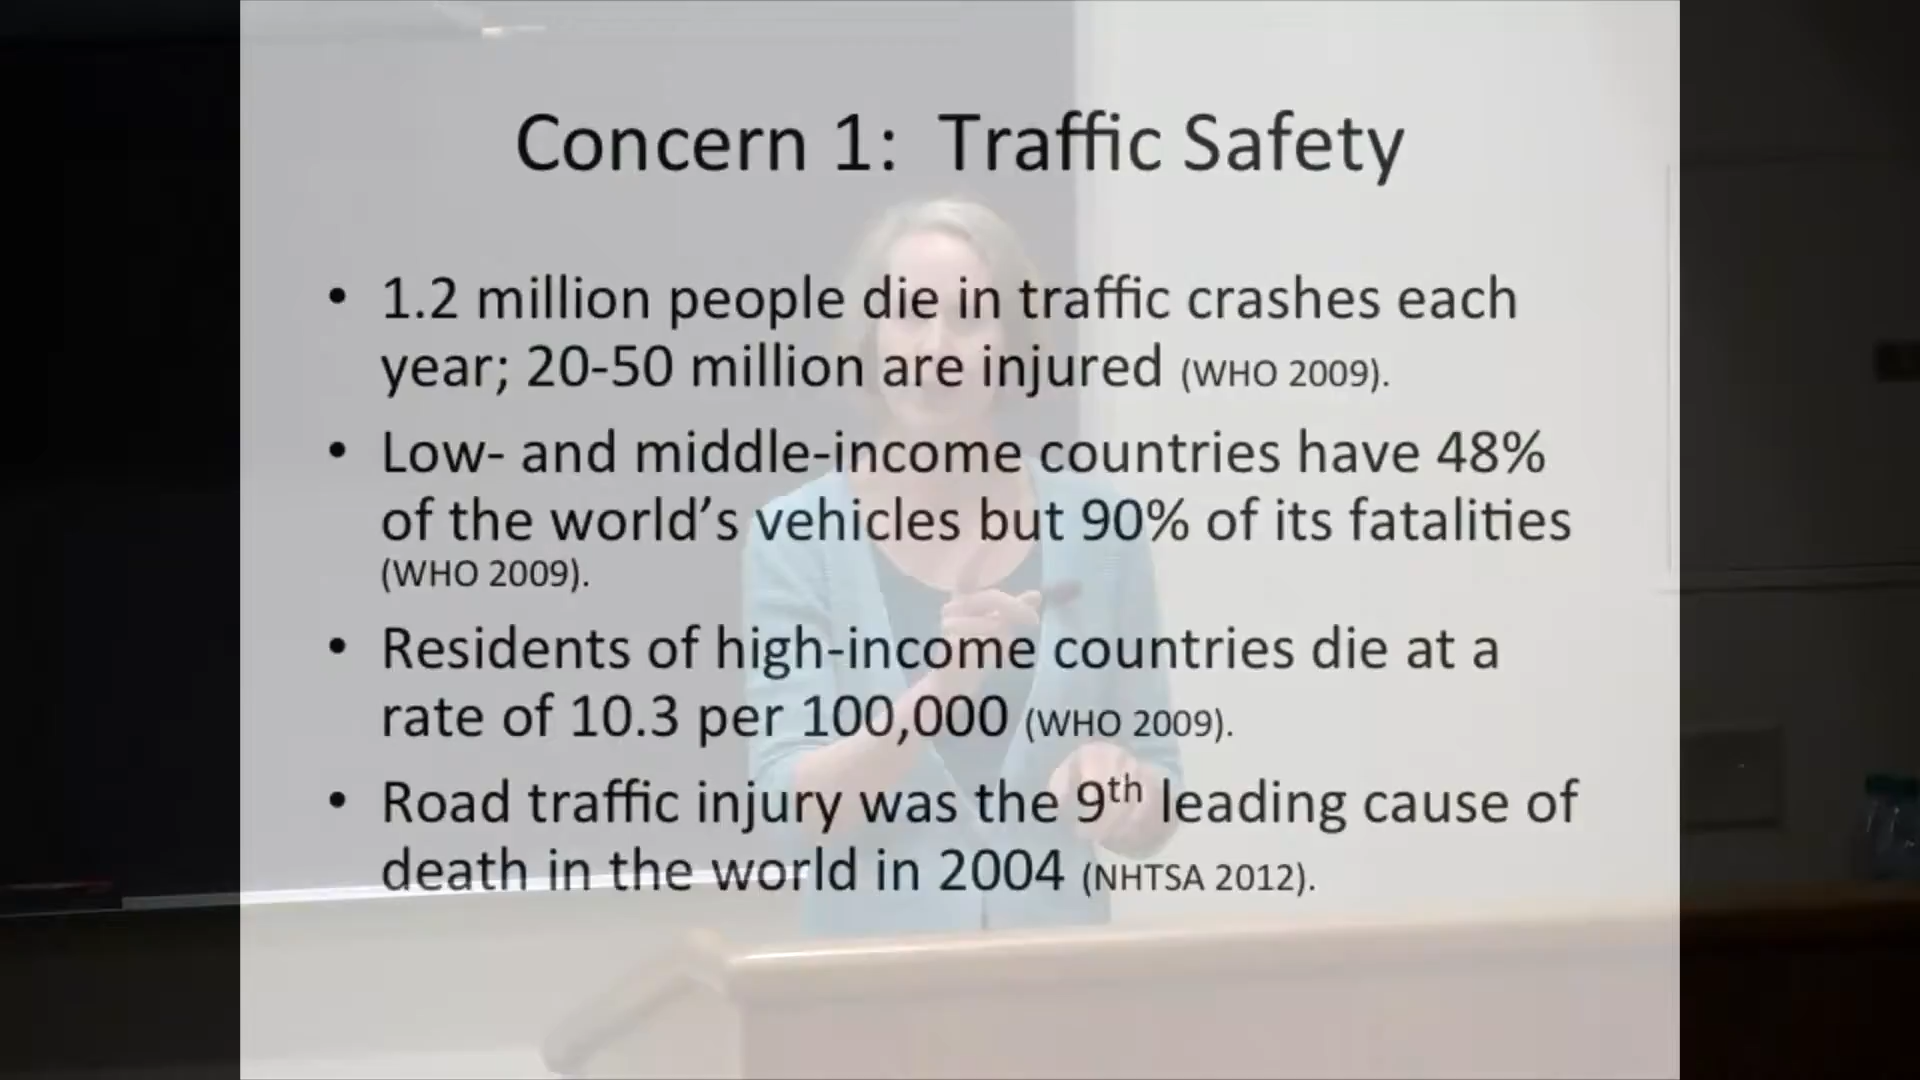 Concern 1: Traffic Safety
• 1.2 million people die in traffic crashes each
year; 20-50 million are injured (WHO 2009).
• Low- and middle-income countries have 48%
of the world’s vehicles but 90% of its fatalities
(WHO 2009).
• Residents of high-income countries die at a
rate of 10.3 per 100,000 (WHO 2009).
• Road traffic injury was the 9th leading cause of
death in the world in 2004 (NHTSA 2012).